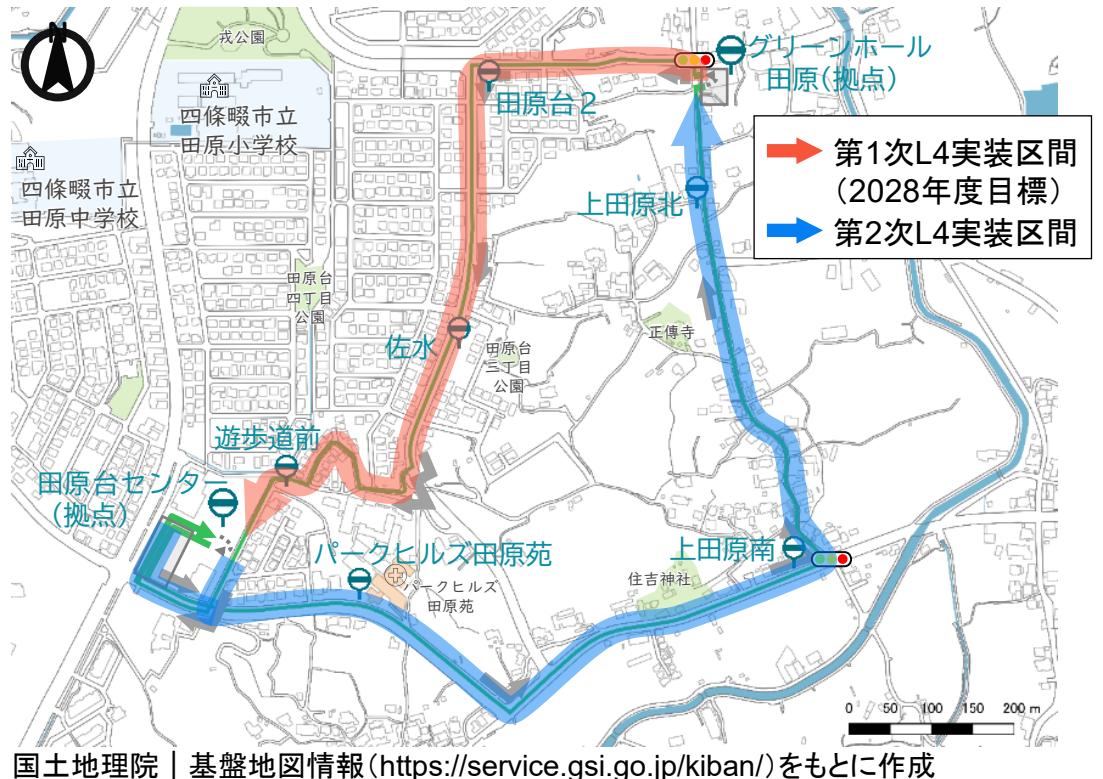 戎公園
四條畷市立
田原小学校
四條畷市立
田原中学校
グリーンホール
田原(拠点)
田原台2
上田原北
第1次L4実装区間
(2028年度目標)
第2次L4実装区間
田原台
四丁目
公園
佐水
田原台
三丁目
公園
正傳寺
遊歩道前
田原台センター
(拠点)
パークヒルズ田原苑
パークヒルズ
田原苑
上田原南
住吉神社
0 50 100 150 200 m
国土地理院|基盤地図情報(https://service.gsi.go.jp/kiban/)をもとに作成